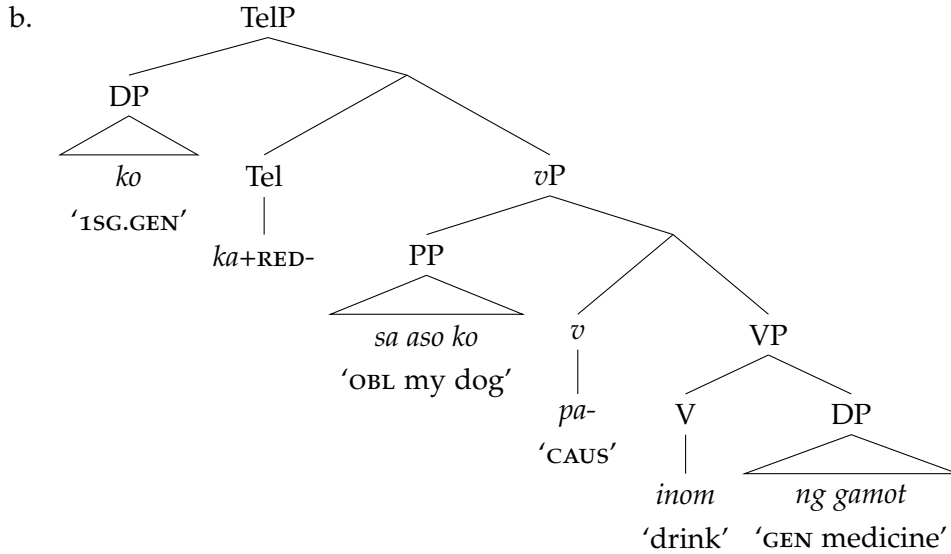 b. TelP
DP
ko
‘1SG.GEN’
Tel
ka+RED-
vP
PP
sa aso ko
‘OBL my dog’
v
pa-
‘CAUS’
VP
V
inom
‘drink’
DP
ng gamot
‘GEN medicine’